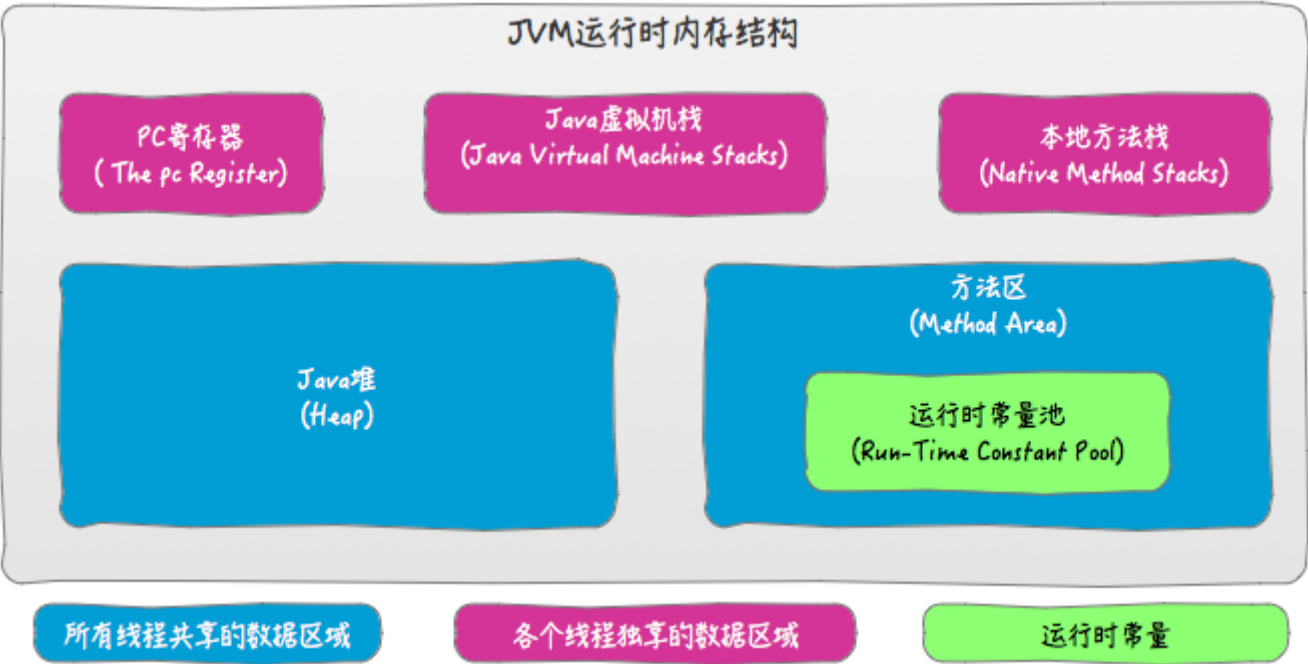 JVM运行时内存结构
PC寄存器
( The pc Register)
Java虚拟机栈
(Java Virtual Machine Stacks)
本地方法栈
(Native Method Stacks)
Java堆
(Heap)
方法区
(Method Area)
运行时常量池
(Run-Time Constant Pool)
所有线程共享的数据区域
各个线程独享的数据区域
运行时常量